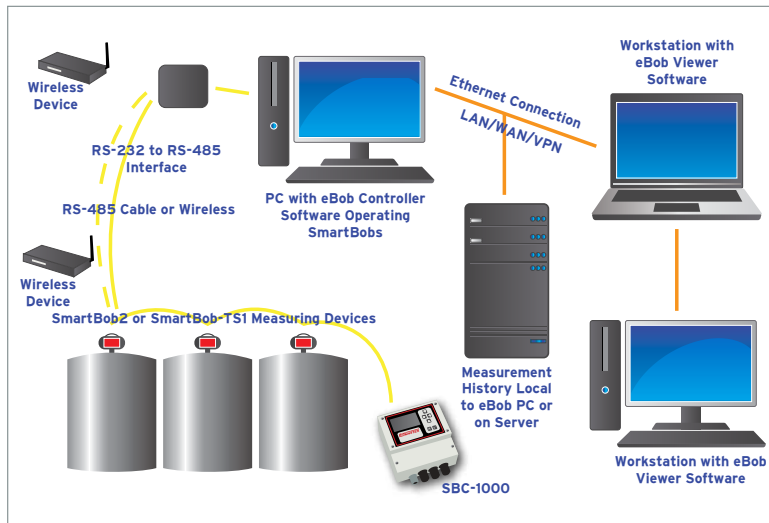 Wireless
Device
Workstation with
eBob Viewer
Software
Ethernet Connection
LAN/WAN/VPN
RS-232 to RS-485
Interface
RS-485 Cable or Wireless
PC with eBob Controller
Software Operating
SmartBobs
Wireless
Device
SmartBob2 or SmartBob-TS1 Measuring Devices
Measurement
History Local
to eBob PC or
on Server
SBC-1000
Workstation with eBob
Viewer Software